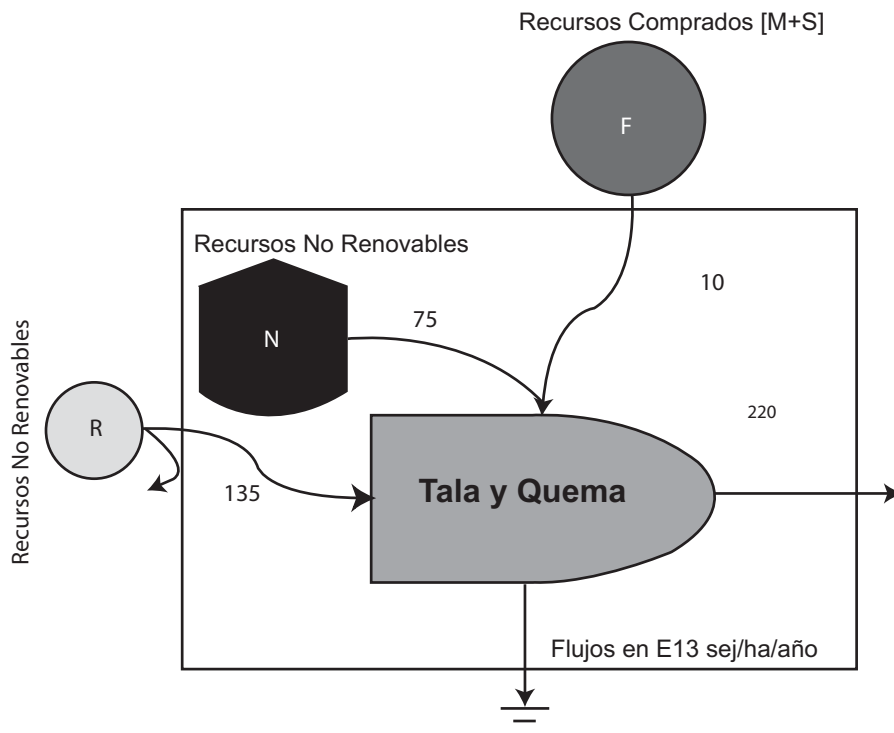 Recursos Comprados [M+S]
F
Recursos No Renovables
N
75
10
Recursos No Renovables
R
135
220
Tala y Quema
Flujos en E13 sej/ha/año